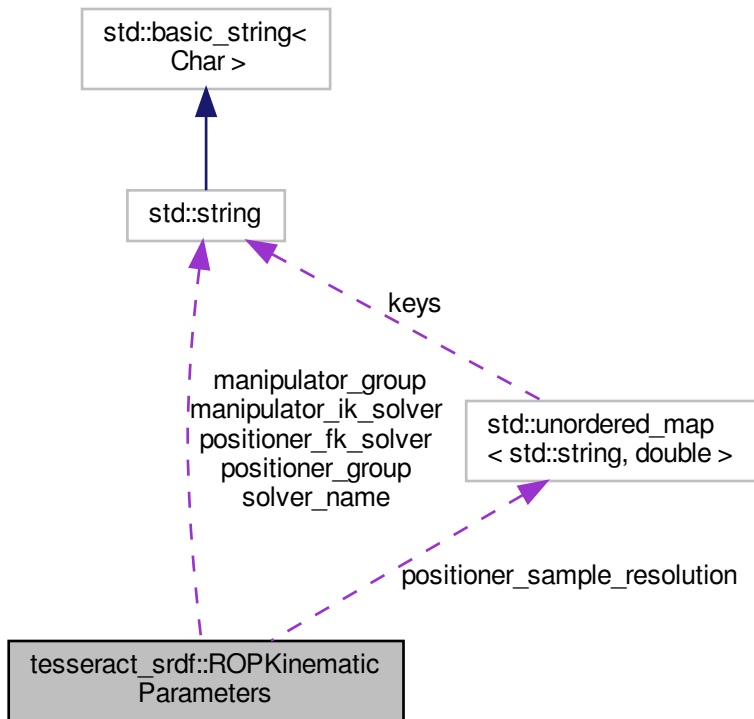 std::basic_string<
Char >
std::string
keys
manipulator_group
manipulator_ik_solver
positioner_fk_solver
positioner_group
solver_name
std::unordered_map
< std::string, double >
positioner_sample_resolution
tesseract_srdf::ROPKinematic
Parameters